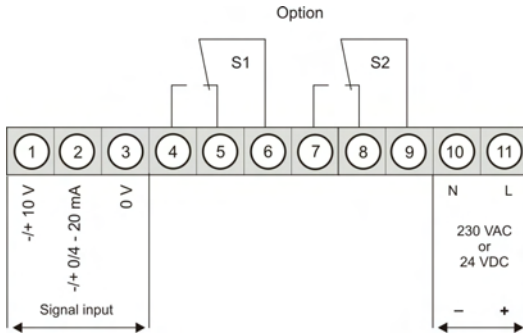 Option
S1
S2
1 2 3 4 5 6 7 8 9 10 11
-/+ 10 V
-/+ 0/4 - 20 mA
0 V
N L
230 VAC
or
24 VDC
Signal input
– +